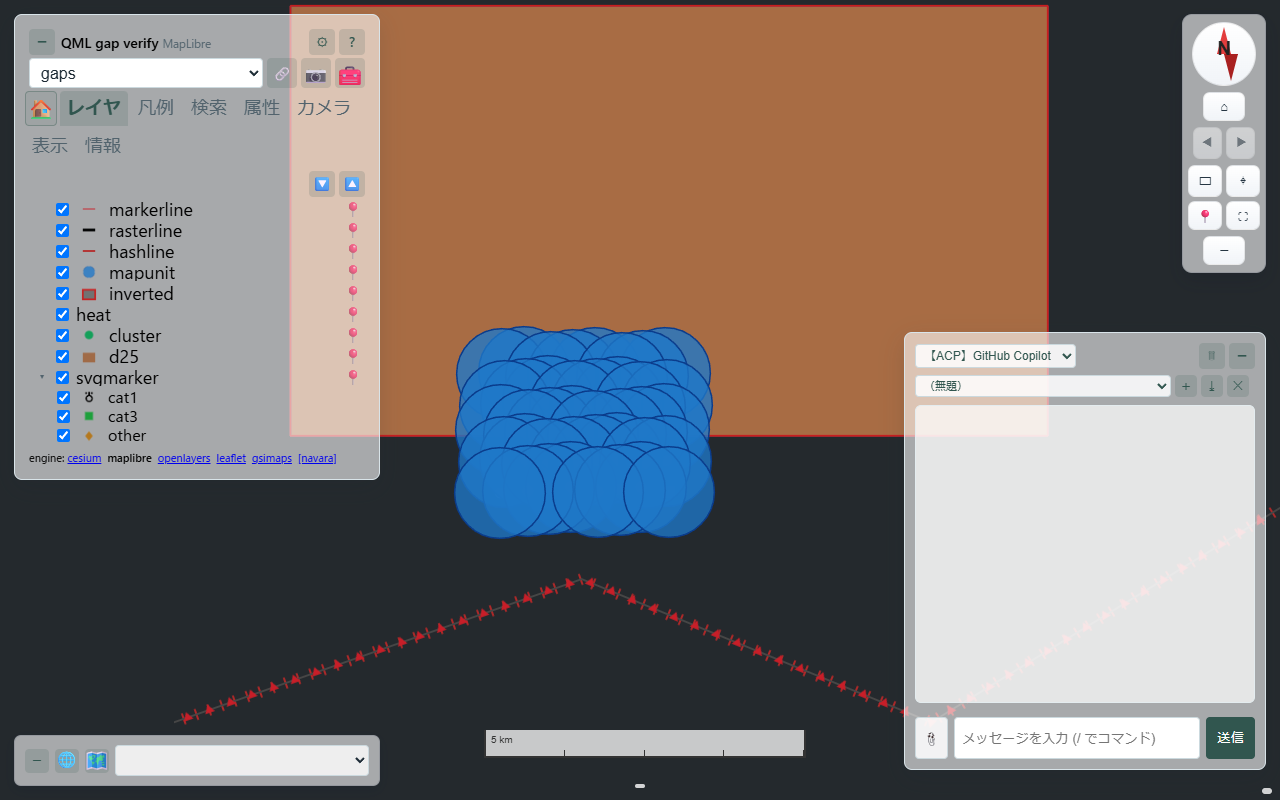 QML gap verify MapLibre
?
gaps
レイヤ 凡例 検索 属性 カメラ
表示 情報
markerline
rasterline
hashline
mapunit
inverted
heat
cluster
d25
svgmarker
cat1
cat3
other
engine: cesium maplibre openlayers leaflet gsimaps [navara]
N
【ACP】GitHub Copilot
（無題）
メッセージを入力 (/ でコマンド)
送信
5 km